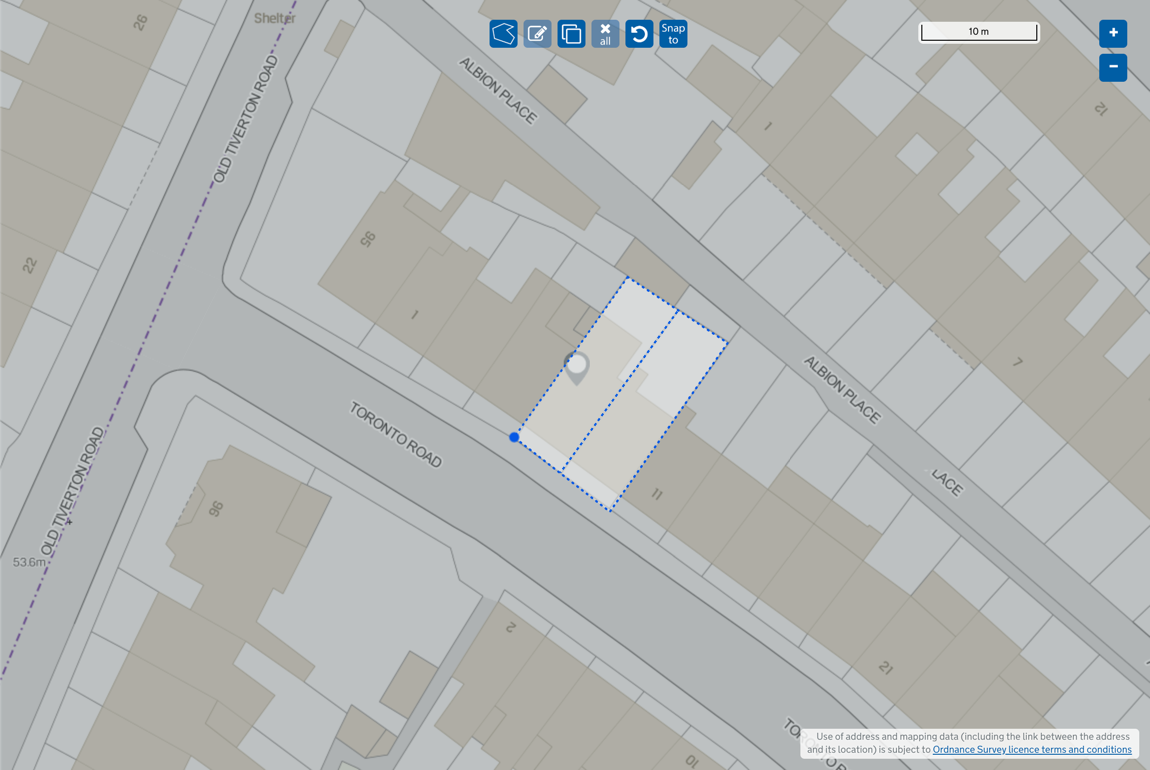 26
Shelter
× all
Snap to
10 m
+
−
OLD TIVERTON ROAD
ALBION PLACE
12
1
56
22
1
7
ALBION PLACE
TORONTO ROAD
OLD TIVERTON ROAD
11
LACE
96
53.6m
2
21
10
Use of address and mapping data (including the link between the address
and its location) is subject to Ordnance Survey licence terms and conditions